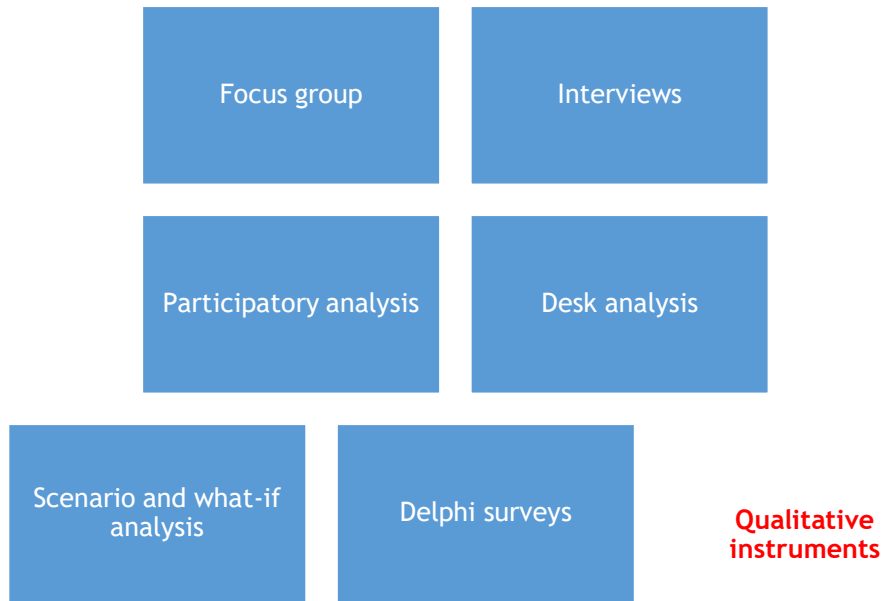 Focus group
Interviews
Participatory analysis
Desk analysis
Scenario and what-if
analysis
Delphi surveys
Qualitative
instruments